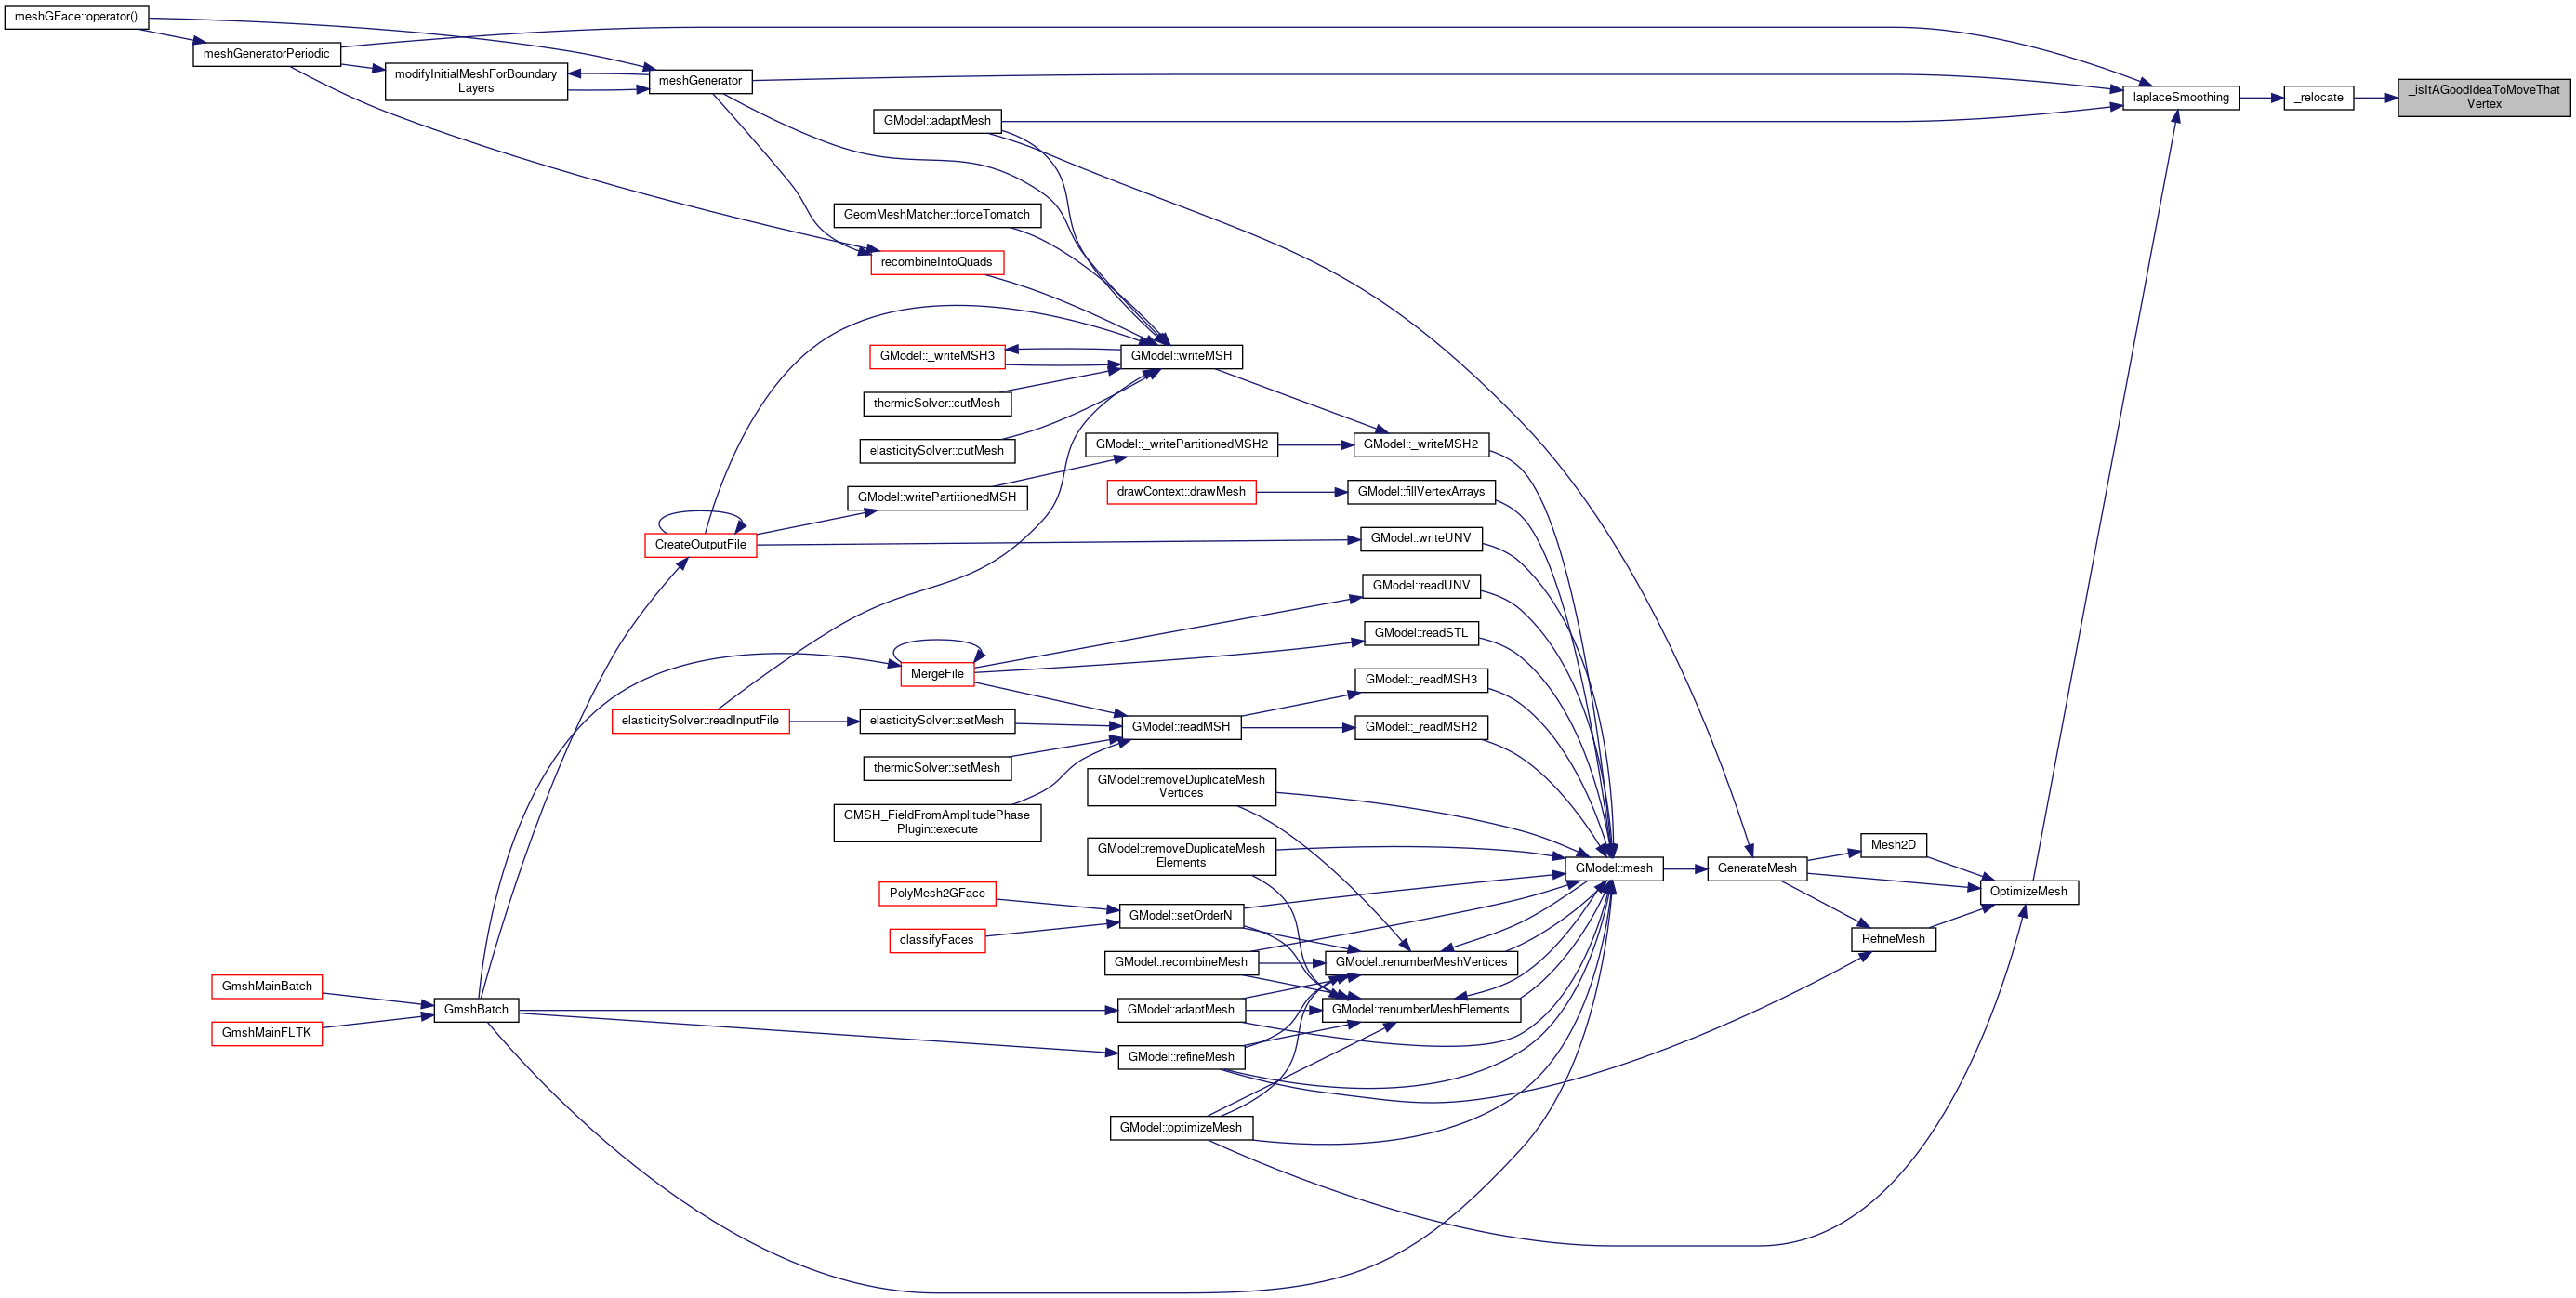 meshGFace::operator()
meshGeneratorPeriodic
modifyInitialMeshForBoundary
Layers
meshGenerator
laplaceSmoothing
_relocate
_isItAGoodIdeaToMoveThat
Vertex
GModel::adaptMesh
GeomMeshMatcher::forceTomatch
recombineIntoQuads
GModel::_writeMSH3
GModel::writeMSH
thermicSolver::cutMesh
elasticitySolver::cutMesh
GModel::_writePartitionedMSH2
GModel::_writeMSH2
GModel::writePartitionedMSH
drawContext::drawMesh
GModel::fillVertexArrays
CreateOutputFile
GModel::writeUNV
GModel::readUNV
GModel::readSTL
MergeFile
GModel::_readMSH3
elasticitySolver::readInputFile
elasticitySolver::setMesh
GModel::readMSH
GModel::_readMSH2
thermicSolver::setMesh
GModel::removeDuplicateMesh
Vertices
GMSH_FieldFromAmplitudePhase
Plugin::execute
GModel::removeDuplicateMesh
Elements
GModel::mesh
GenerateMesh
Mesh2D
OptimizeMesh
PolyMesh2GFace
GModel::setOrderN
classifyFaces
RefineMesh
GModel::recombineMesh
GModel::renumberMeshVertices
GmshMainBatch
GmshBatch
GModel::adaptMesh
GModel::renumberMeshElements
GmshMainFLTK
GModel::refineMesh
GModel::optimizeMesh